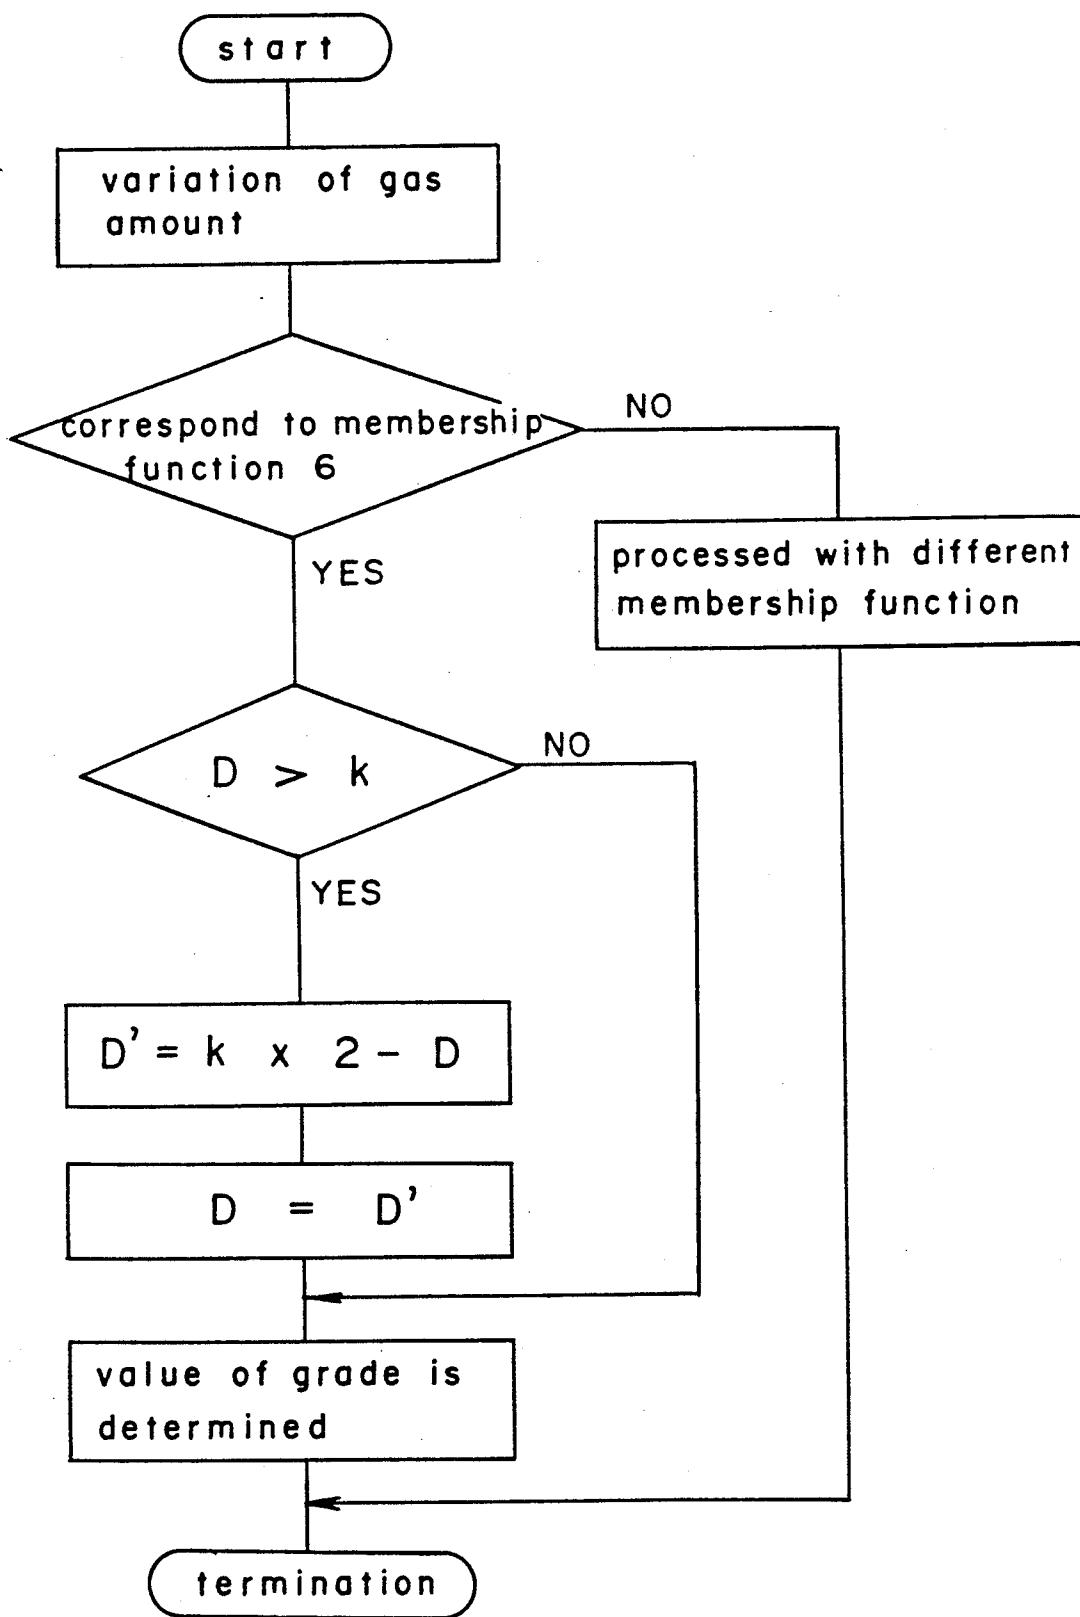 start
variation of gas
amount
correspond to membership
function 6
NO
YES
processed with different
membership function
D > k
NO
YES
D' = k x 2 - D
D = D'
value of grade is
determined
termination